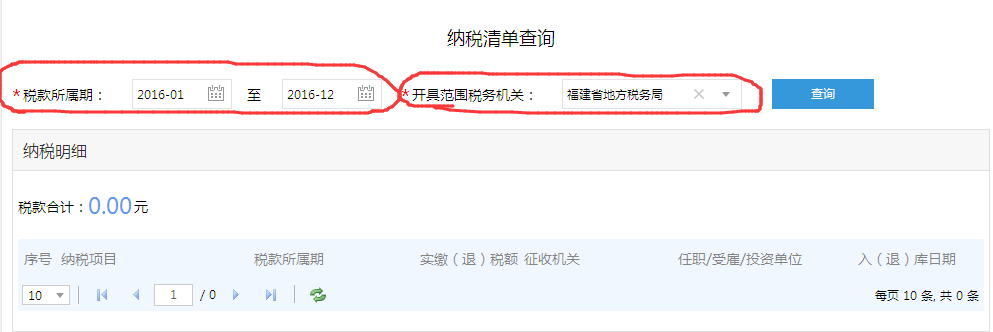 纳税清单查询
*税款所属期： 2016-01 至 2016-12 *开具范围税务机关： 福建省地方税务局 查询
纳税明细
税款合计：0.00元
序号 纳税项目 税款所属期 实缴（退）税额 征收机关 任职/受雇/投资单位 入（退）库日期
10 1 / 0 每页 10 条, 共 0 条